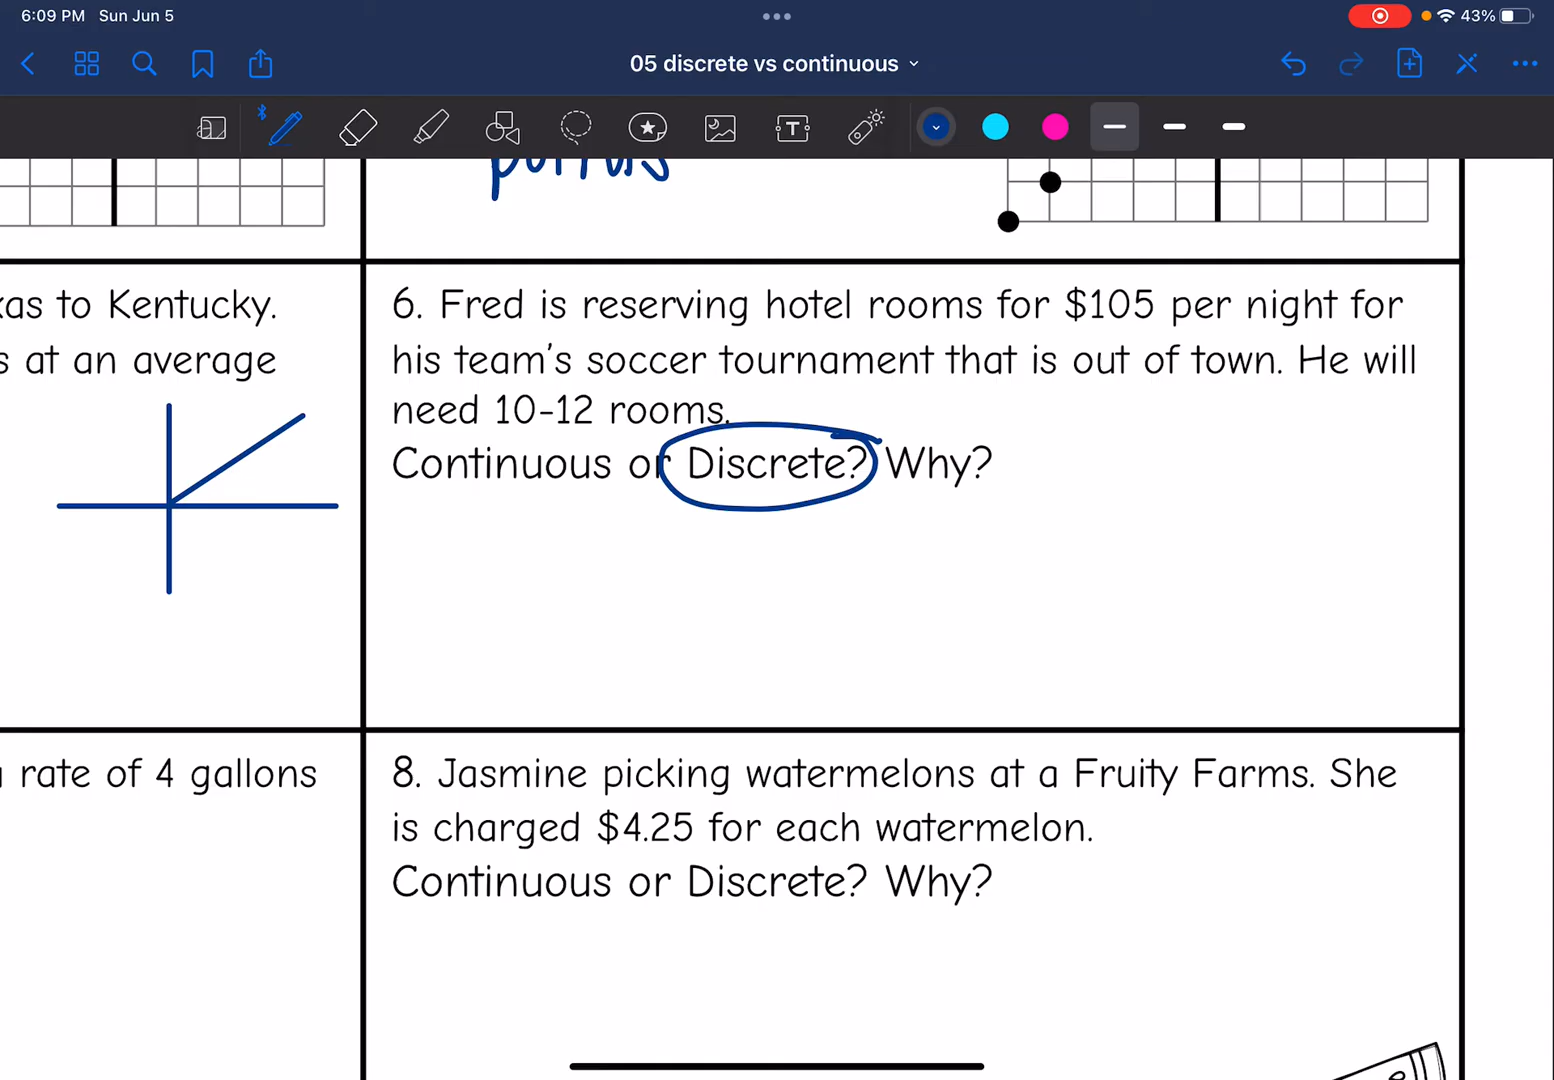 6:09 PM Sun Jun 5
43%
05 discrete vs continuous
T
as to Kentucky.
s at an average
6. Fred is reserving hotel rooms for $105 per night for
his team's soccer tournament that is out of town. He will
need 10-12 rooms.
Continuous or Discrete? Why?
rate of 4 gallons
8. Jasmine picking watermelons at a Fruity Farms. She
is charged $4.25 for each watermelon.
Continuous or Discrete? Why?